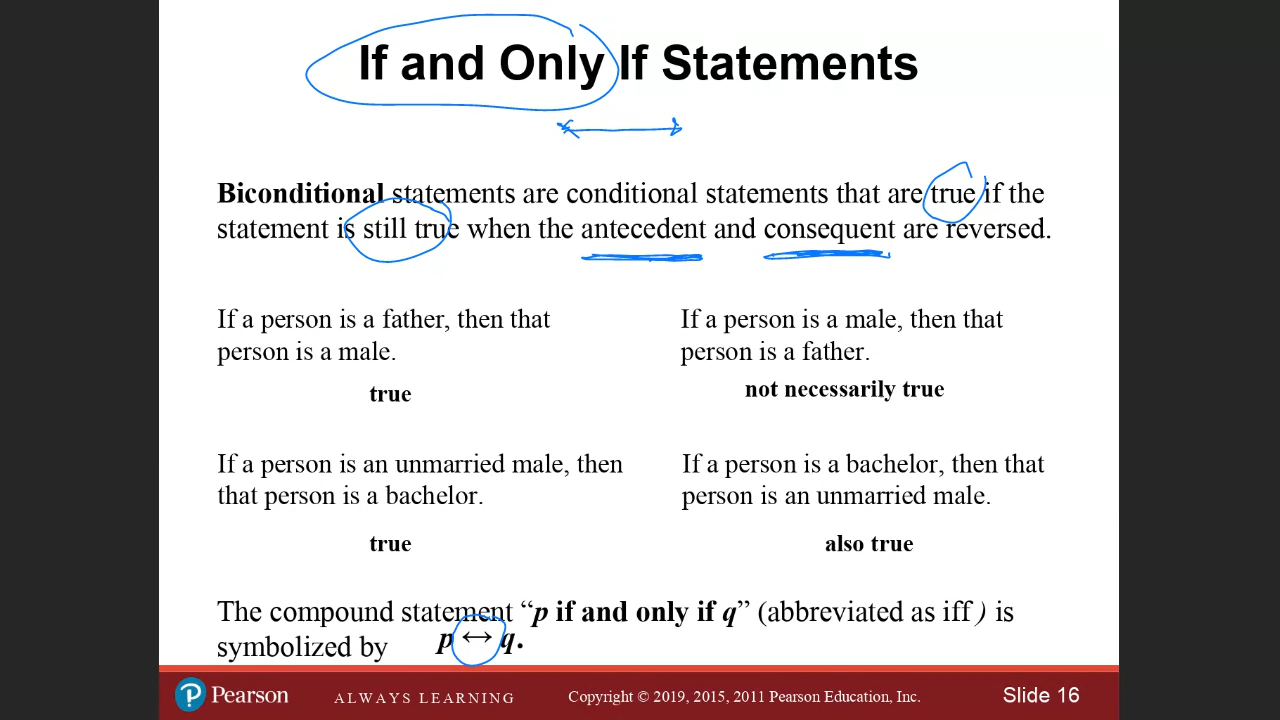 If and Only If Statements
Biconditional statements are conditional statements that are true if the
statement is still true when the antecedent and consequent are reversed.
If a person is a father, then that
person is a male.
true
If a person is a male, then that
person is a father.
not necessarily true
If a person is an unmarried male, then
that person is a bachelor.
true
If a person is a bachelor, then that
person is an unmarried male.
also true
The compound statement “p if and only if q” (abbreviated as iff ) is
symbolized by p ↔ q.
Pearson
ALWAYS LEARNING
Copyright © 2019, 2015, 2011 Pearson Education, Inc.
Slide 16